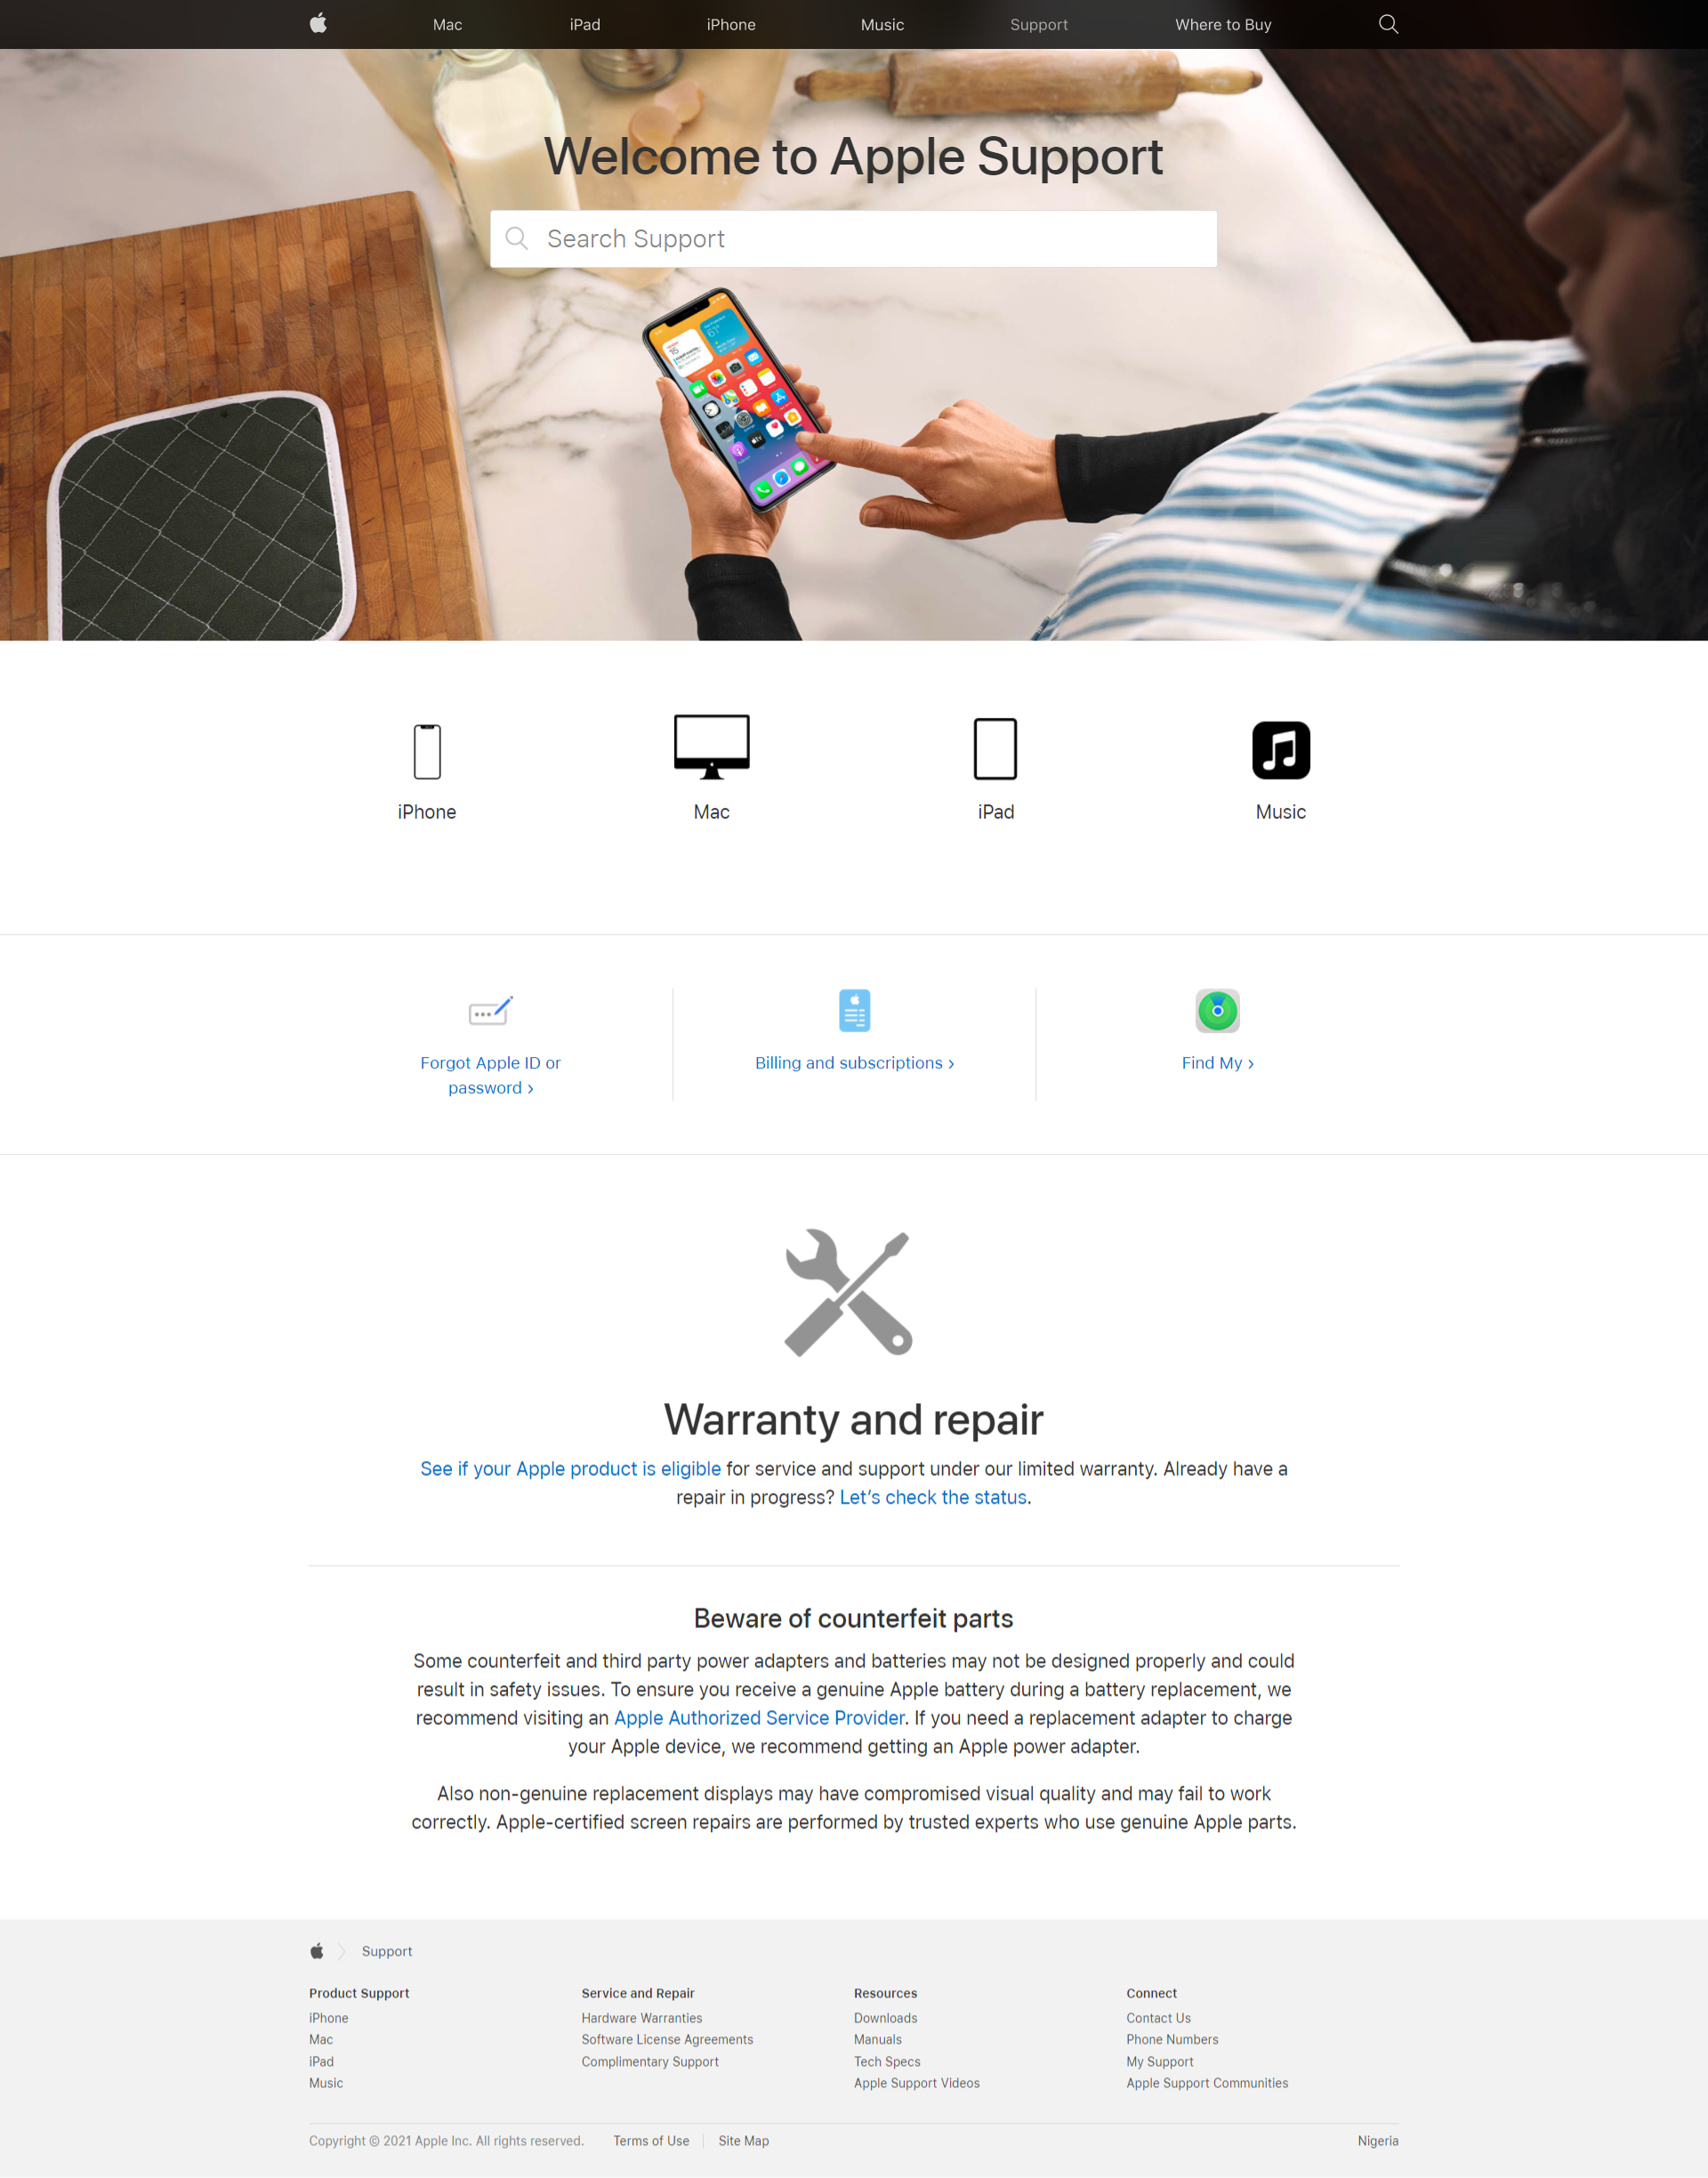 Mac
iPad
iPhone
Music
Support
Where to Buy
Welcome to Apple Support
Search Support
iPhone
Mac
iPad
Music
Forgot Apple ID or
password ›
Billing and subscriptions ›
Find My ›
Warranty and repair
See if your Apple product is eligible for service and support under our limited warranty. Already have a
repair in progress? Let’s check the status.
Beware of counterfeit parts
Some counterfeit and third party power adapters and batteries may not be designed properly and could
result in safety issues. To ensure you receive a genuine Apple battery during a battery replacement, we
recommend visiting an Apple Authorized Service Provider. If you need a replacement adapter to charge
your Apple device, we recommend getting an Apple power adapter.
Also non-genuine replacement displays may have compromised visual quality and may fail to work
correctly. Apple-certified screen repairs are performed by trusted experts who use genuine Apple parts.
Support
Product Support
iPhone
Mac
iPad
Music
Service and Repair
Hardware Warranties
Software License Agreements
Complimentary Support
Resources
Downloads
Manuals
Tech Specs
Apple Support Videos
Connect
Contact Us
Phone Numbers
My Support
Apple Support Communities
Copyright © 2021 Apple Inc. All rights reserved.
Terms of Use
Site Map
Nigeria